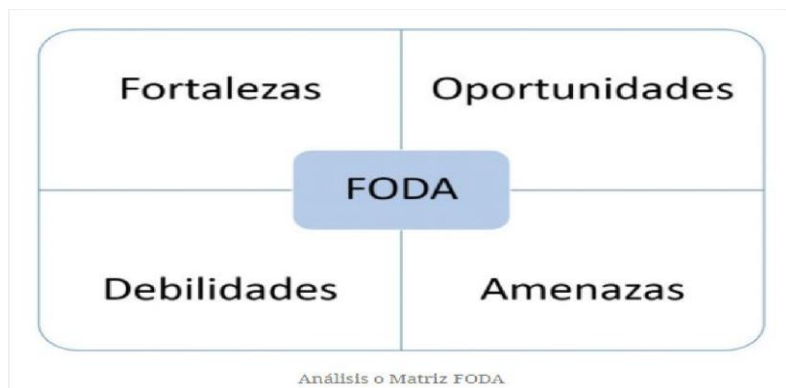 Fortalezas
Oportunidades
FODA
Debilidades
Amenazas
Análisis o Matriz FODA